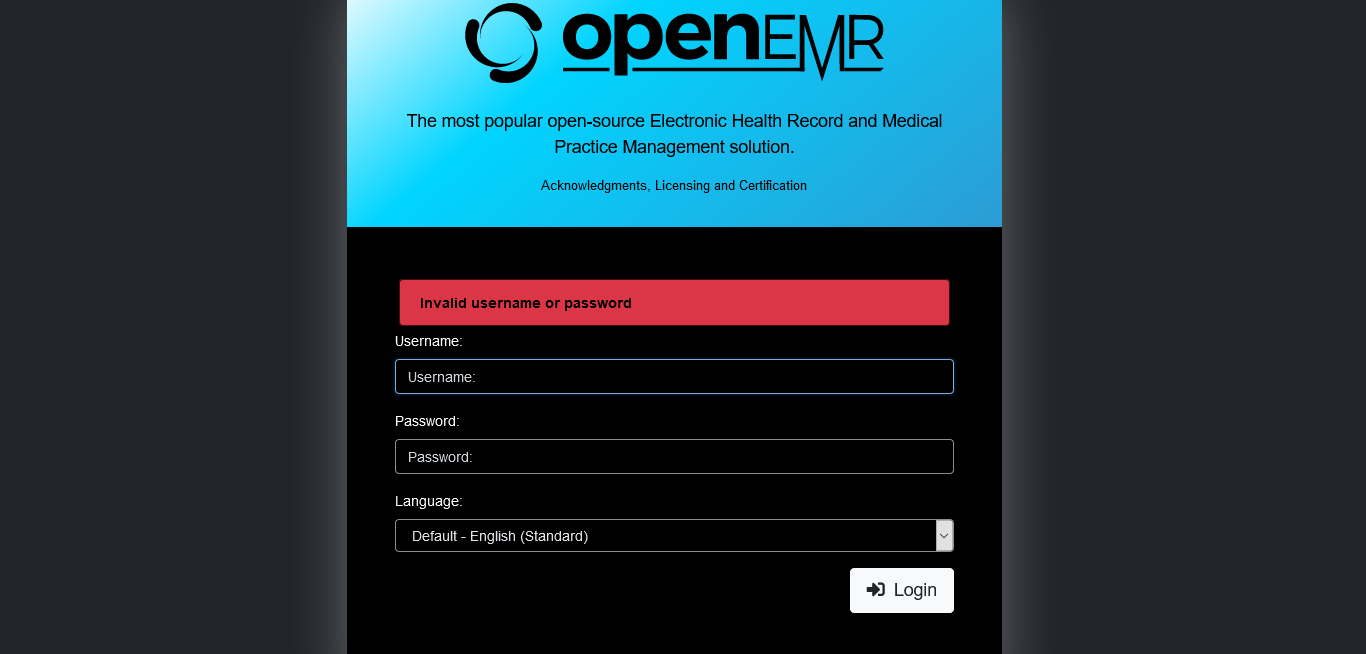 openEMR
The most popular open-source Electronic Health Record and Medical
Practice Management solution.
Acknowledgments, Licensing and Certification
Invalid username or password
Username:
Username:
Password:
Password:
Language:
Default - English (Standard)
Login